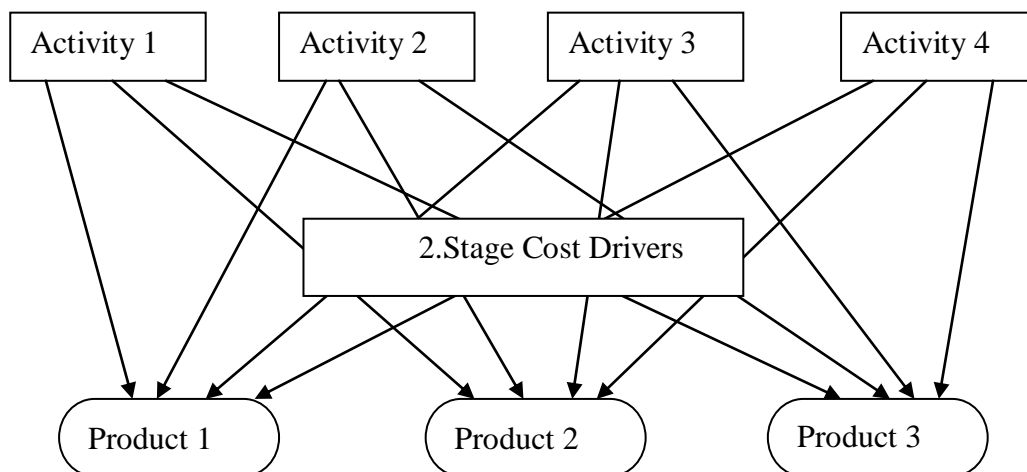 Activity 1
Activity 2
Activity 3
Activity 4
2.Stage Cost Drivers
Product 1
Product 2
Product 3